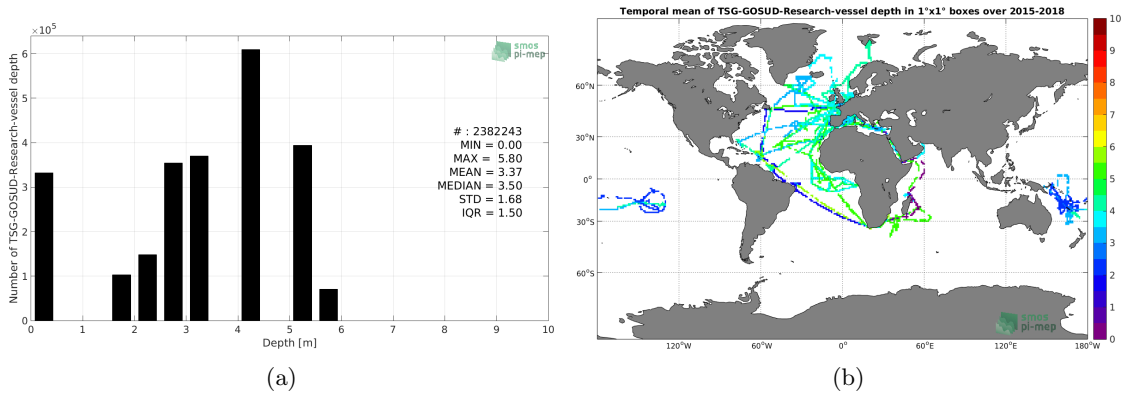 ×10⁵
6
5
4
3
2
1
0
Number of TSG-GOSUD-Research-vessel depth
smos
pi-mep
# : 2382243
MIN = 0.00
MAX = 5.80
MEAN = 3.37
MEDIAN = 3.50
STD = 1.68
IQR = 1.50
0 1 2 3 4 5 6 7 8 9 10
Depth [m]
(a)
Temporal mean of TSG-GOSUD-Research-vessel depth in 1°x1° boxes over 2015-2018
60°N
30°N
0°
30°S
60°S
120°W 60°W 0° 60°E 120°E 180°W
smos
pi-mep
10
9
8
7
6
5
4
3
2
1
0
(b)